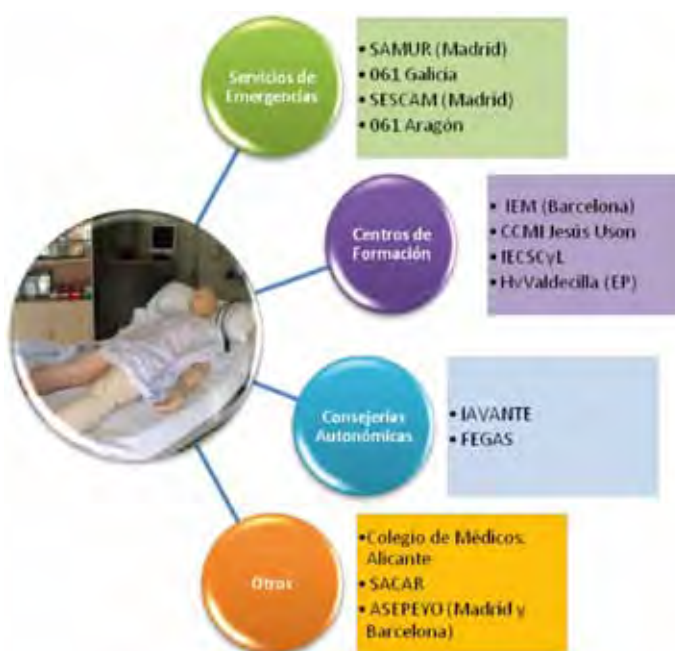 Servicios de
Emergencias
• SAMUR (Madrid)
• 061 Galicia
• SESCAM (Madrid)
• 061 Aragón
Centros de
Formación
• IEM (Barcelona)
• CCMI Jesús Uson
• IECSCyL
• HvValdecilla (EP)
Consejerías
Autonómicas
• IAVANTE
• FEGAS
Otros
•Colegio de Médicos.
Alicante
•SACAR
•ASEPEYO (Madrid y
Barcelona)